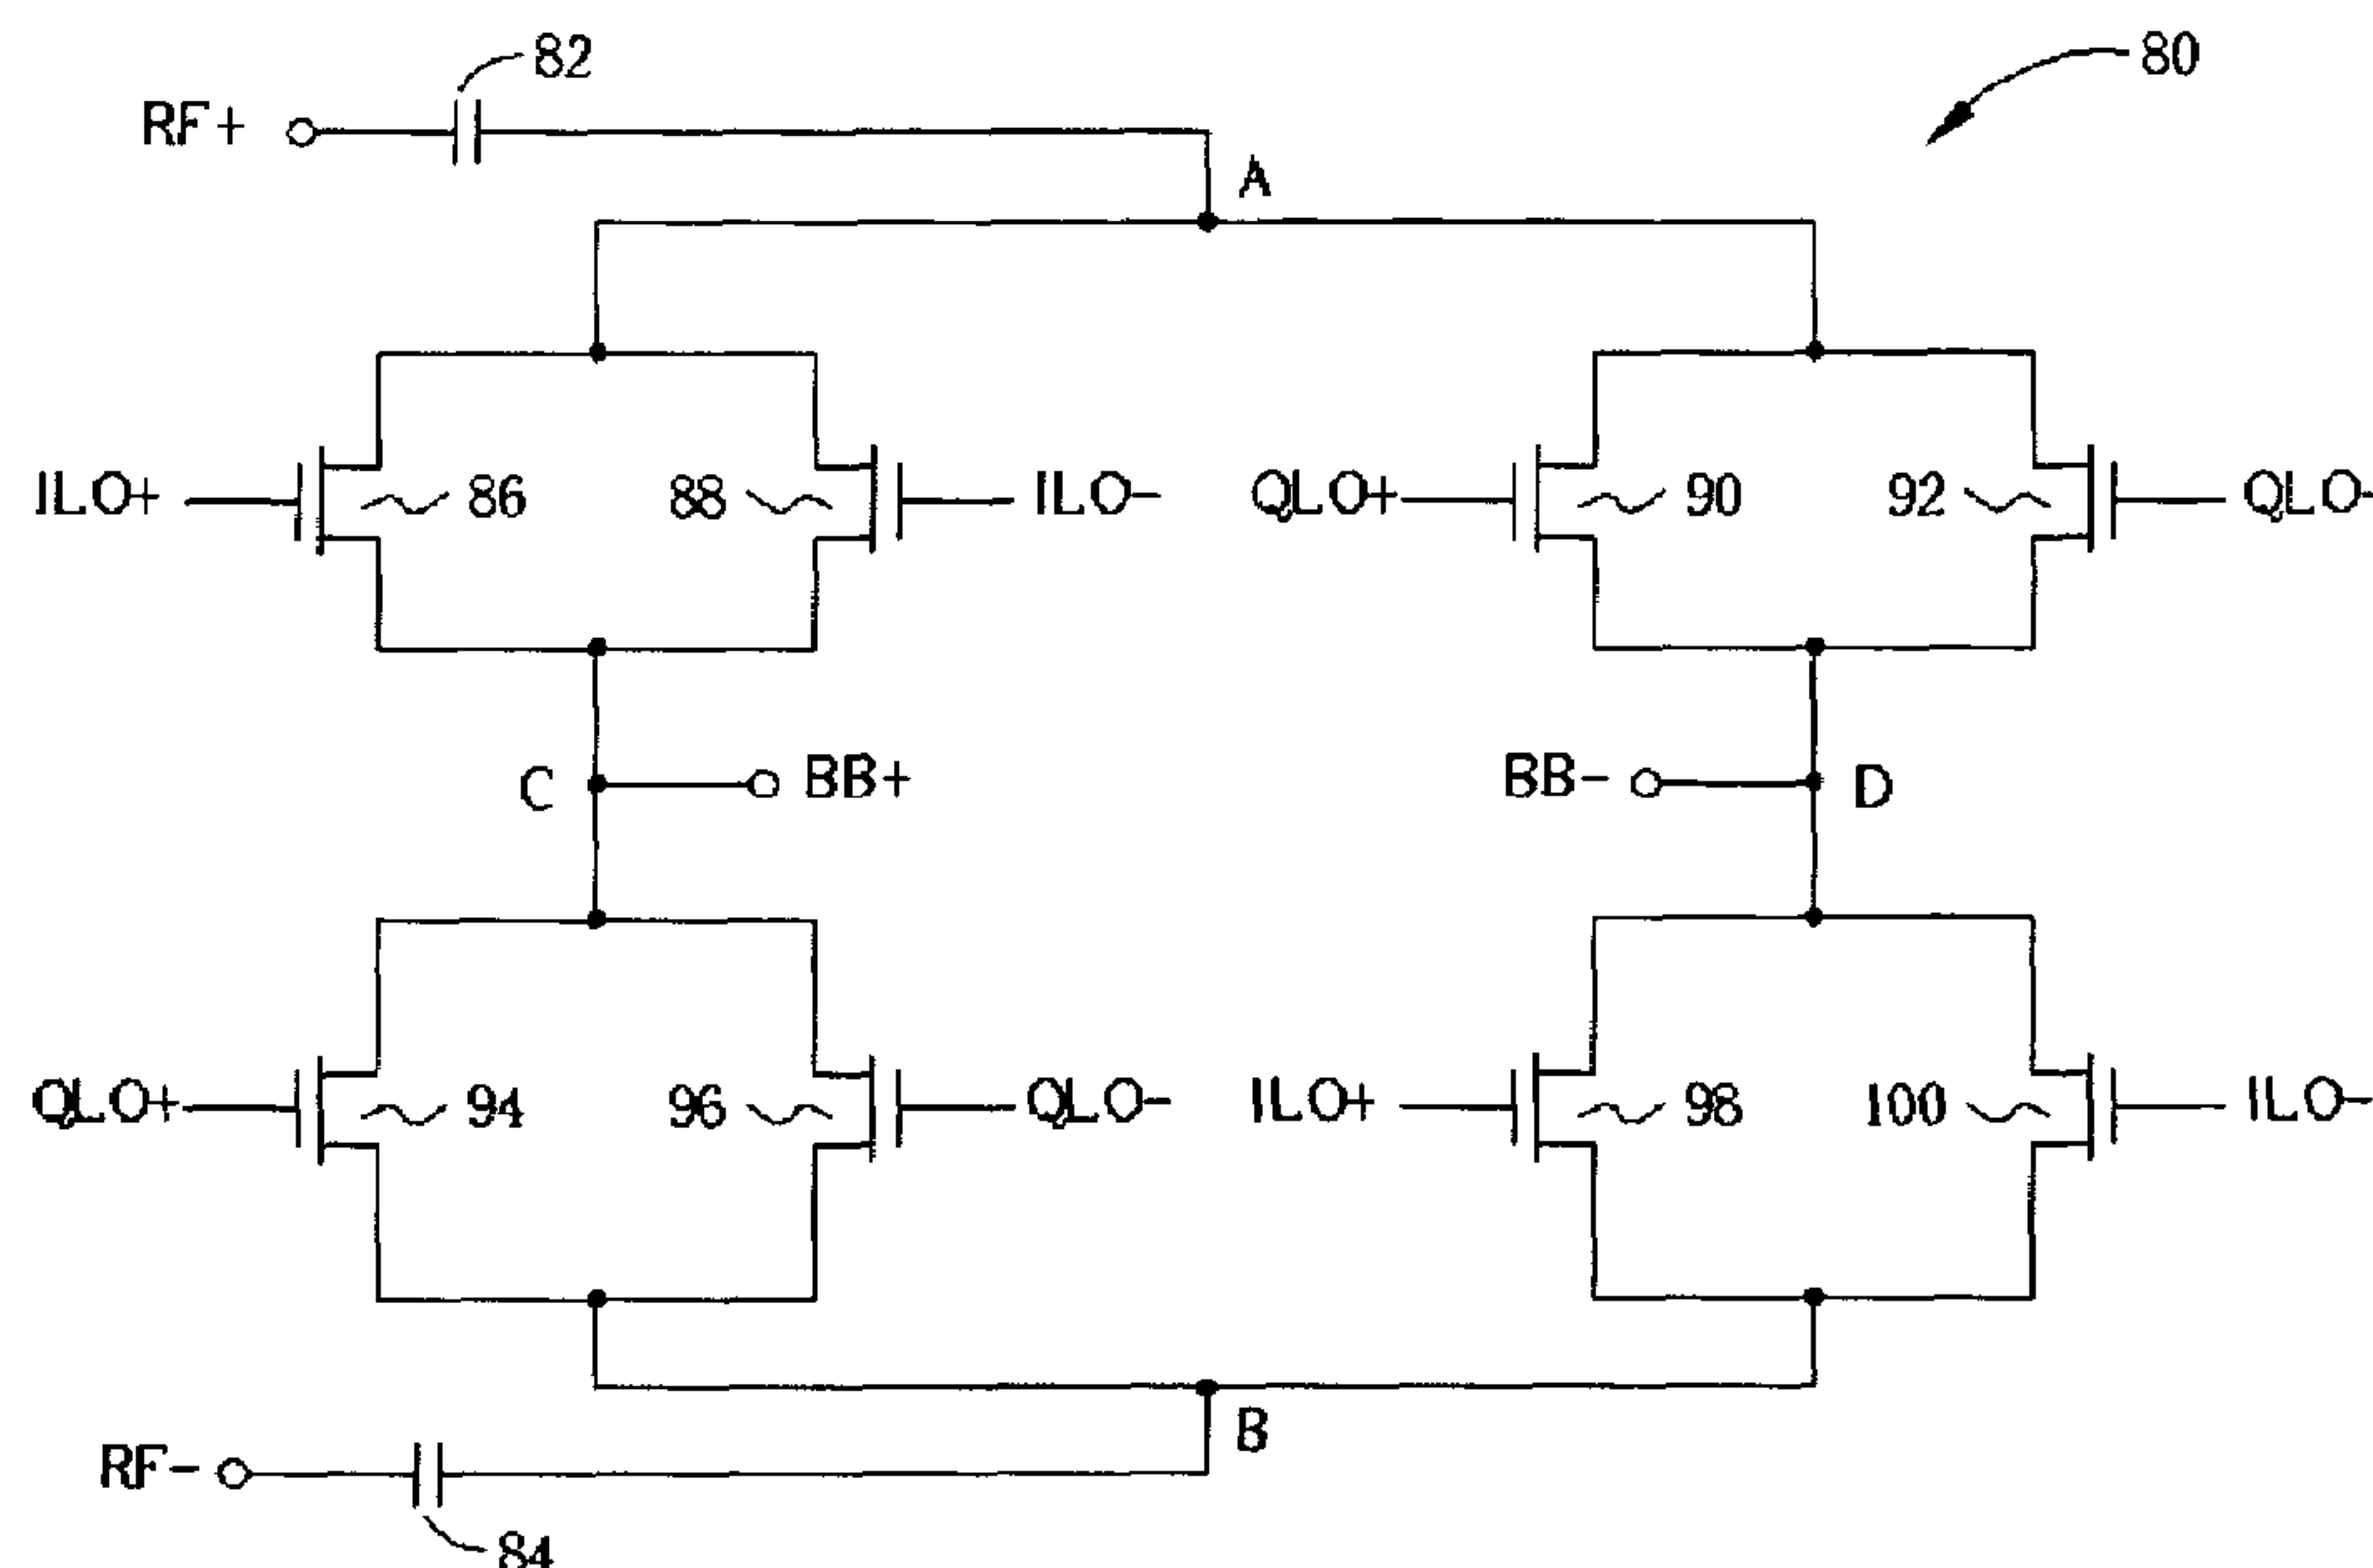 82
80
RF+
A
ILO+ 86 88 ILO- QLO+ 90 92 QLO-
C BB+ BB- D
QLO+ 94 96 QLO- ILO+ 98 100 ILO-
B
RF-
84